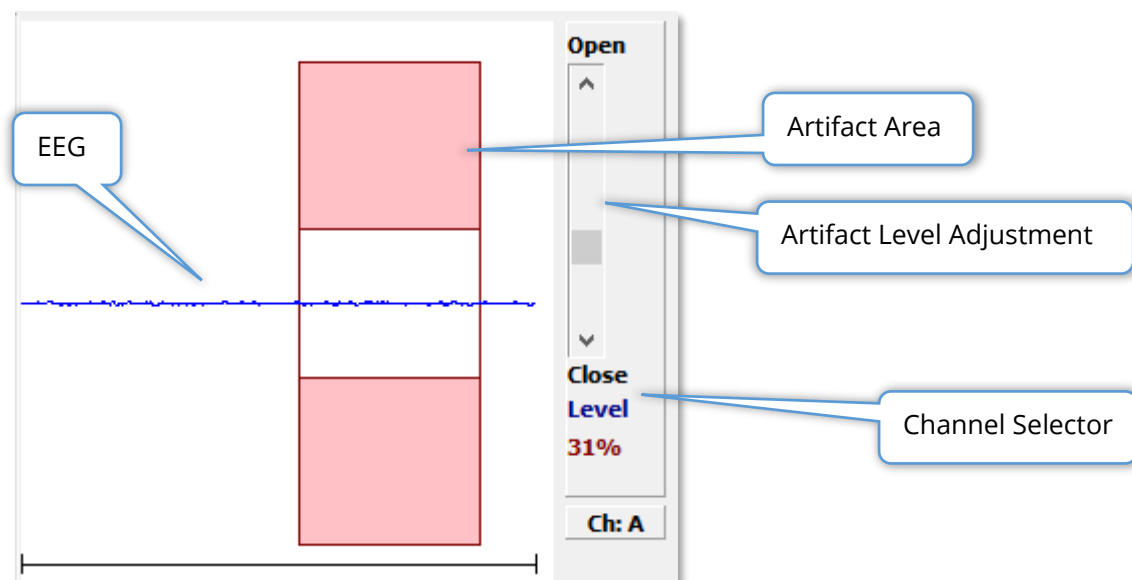 Open
Artifact Area
EEG
Artifact Level Adjustment
Close
Level
Channel Selector
31%
Ch: A